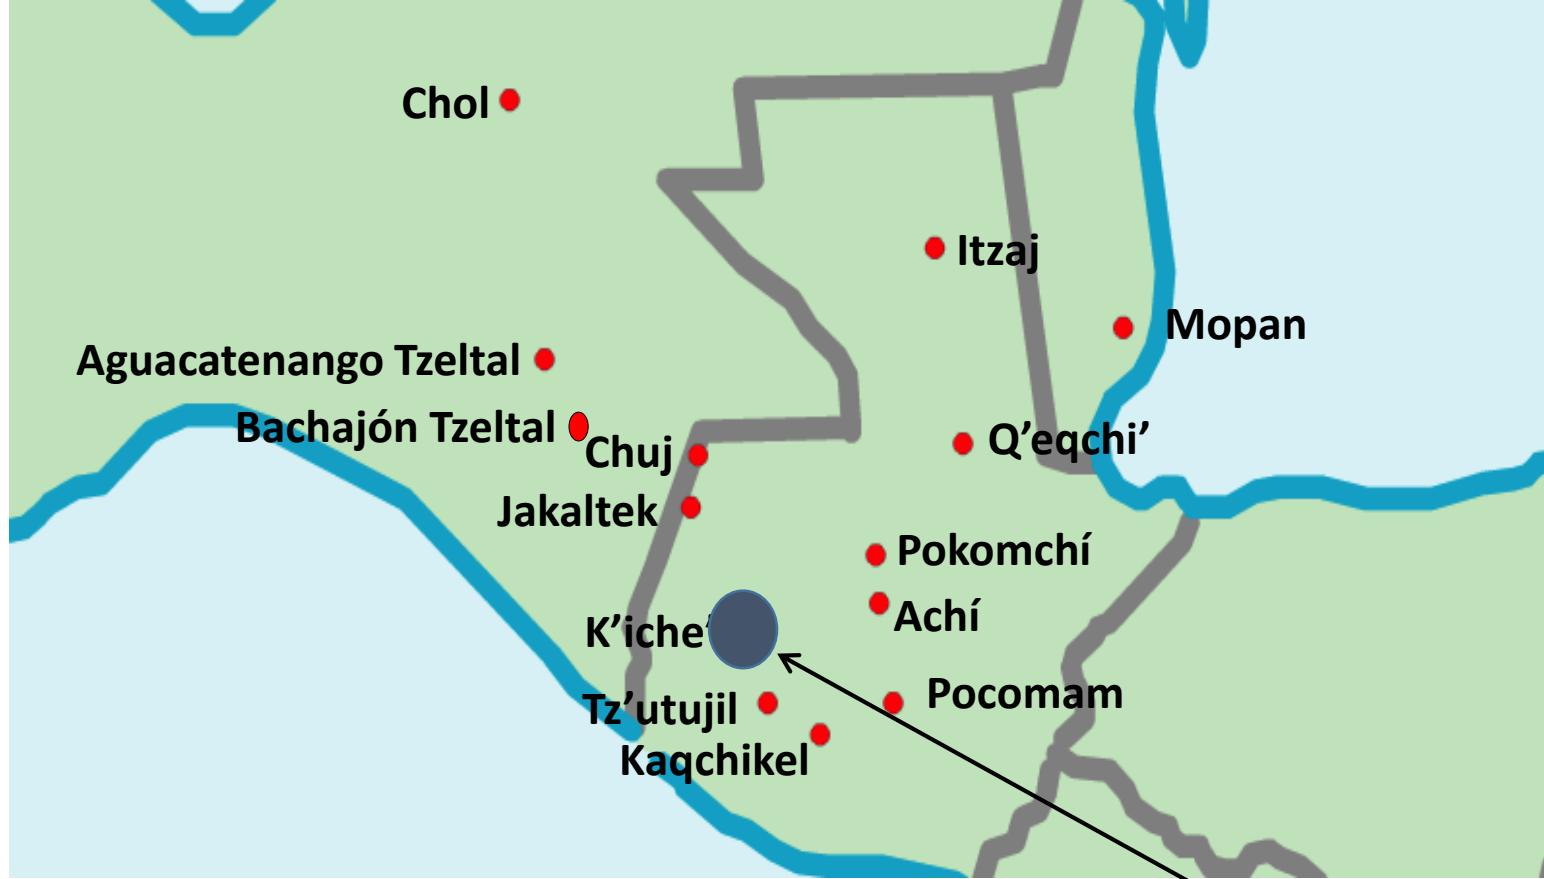 Chol
Itzaj
Mopan
Aguacatenango Tzeltal
Bachajón Tzeltal
Chuj
Q’eqchi’
Jakaltek
Pokomchí
Achí
K’iche’
Pocomam
Tz’utujil
Kaqchikel